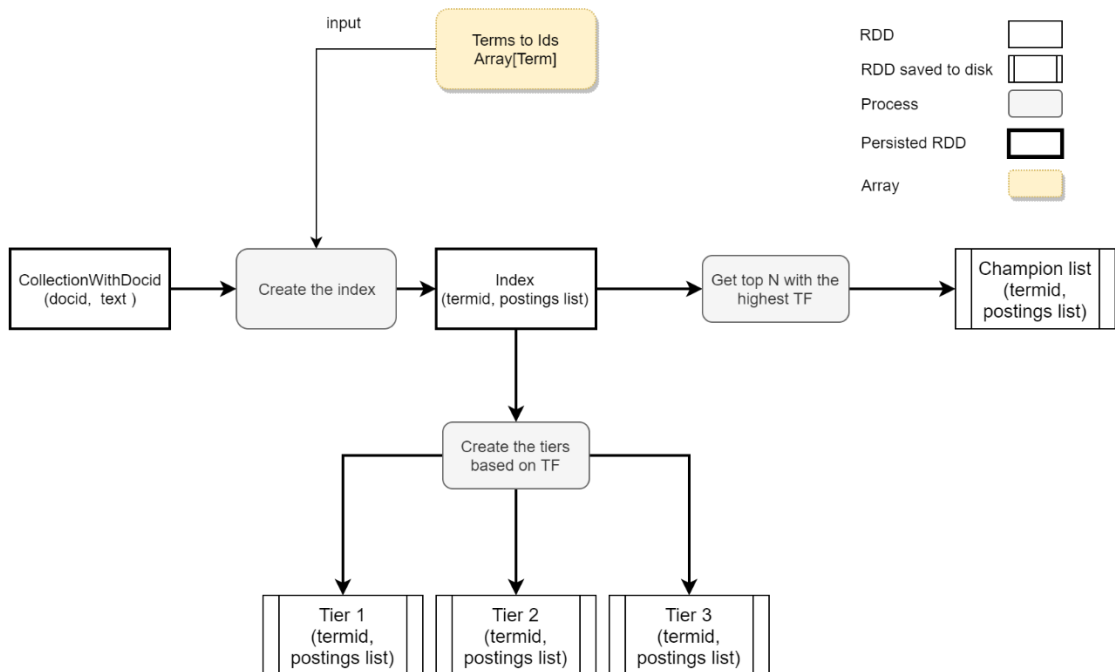 input
Terms to Ids
Array[Term]
RDD
RDD saved to disk
Process
Persisted RDD
Array
CollectionWithDocid
(docid, text )
Create the index
Index
(termid, postings list)
Get top N with the
highest TF
Champion list
(termid,
postings list)
Create the tiers
based on TF
Tier 1
(termid,
postings list)
Tier 2
(termid,
postings list)
Tier 3
(termid,
postings list)